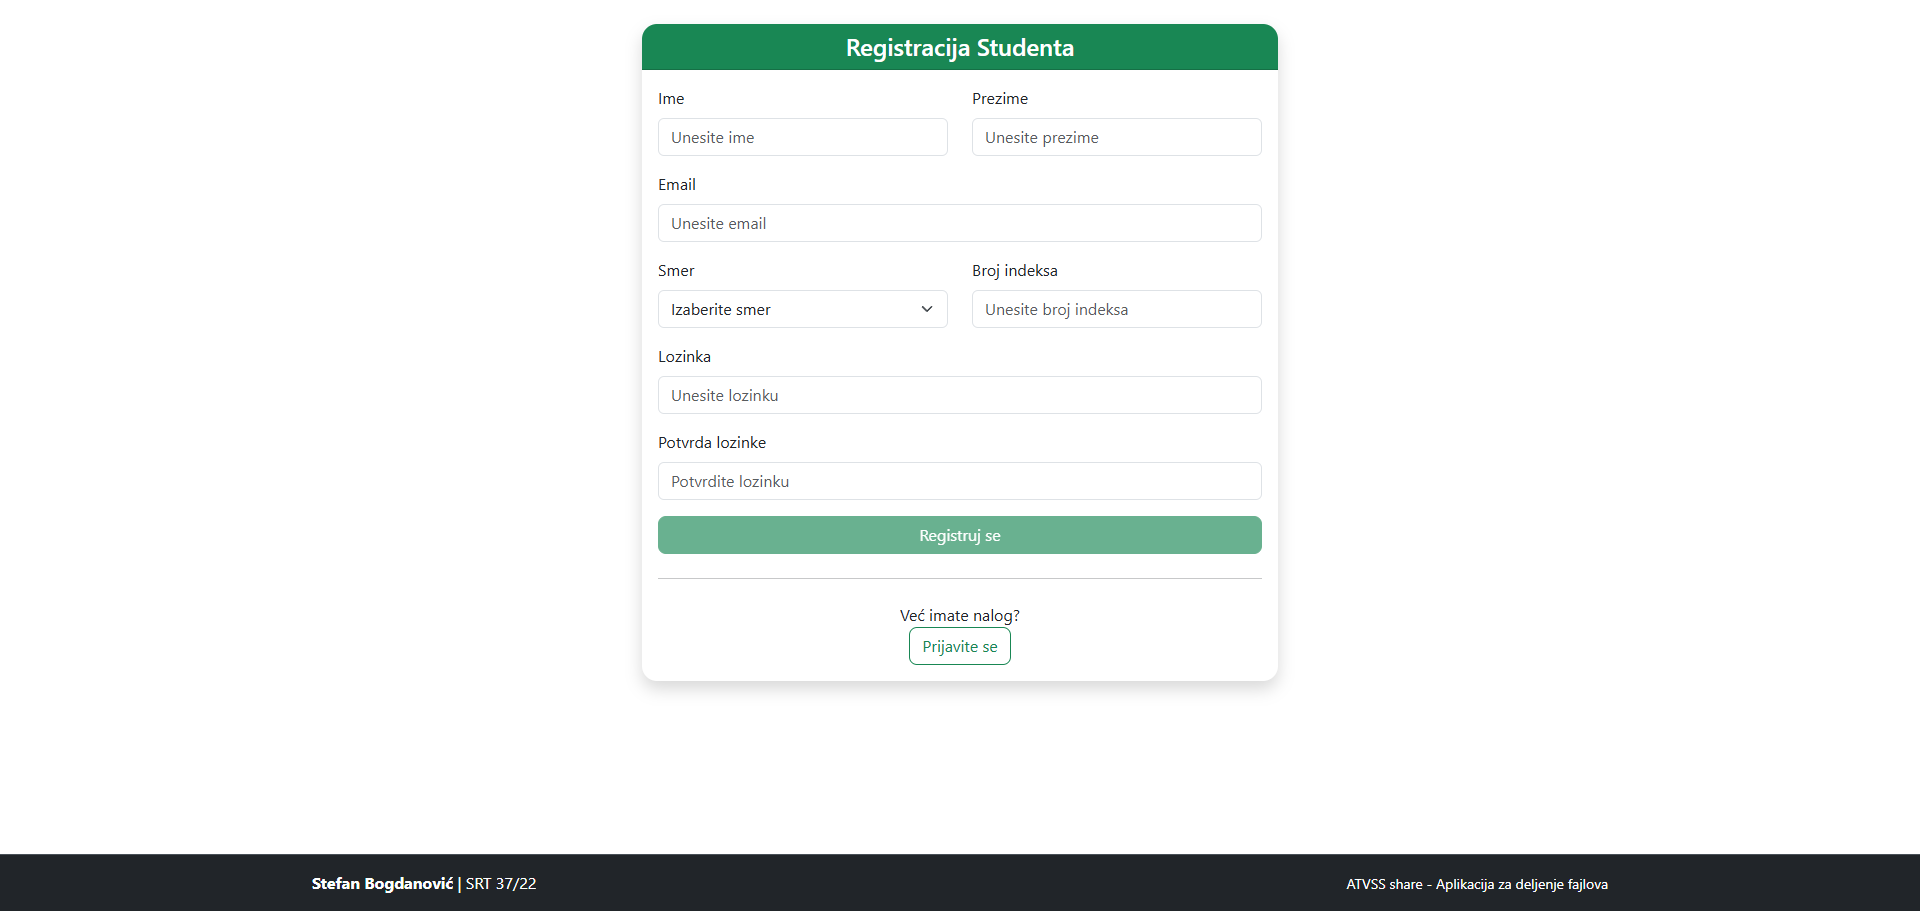 Registracija Studenta
Ime
Prezime
Unesite ime
Unesite prezime
Email
Unesite email
Smer
Broj indeksa
Izaberite smer
Unesite broj indeksa
Lozinka
Unesite lozinku
Potvrda lozinke
Potvrdite lozinku
Registruj se
Već imate nalog?
Prijavite se
Stefan Bogdanović | SRT 37/22
ATVSS share - Aplikacija za deljenje fajlova